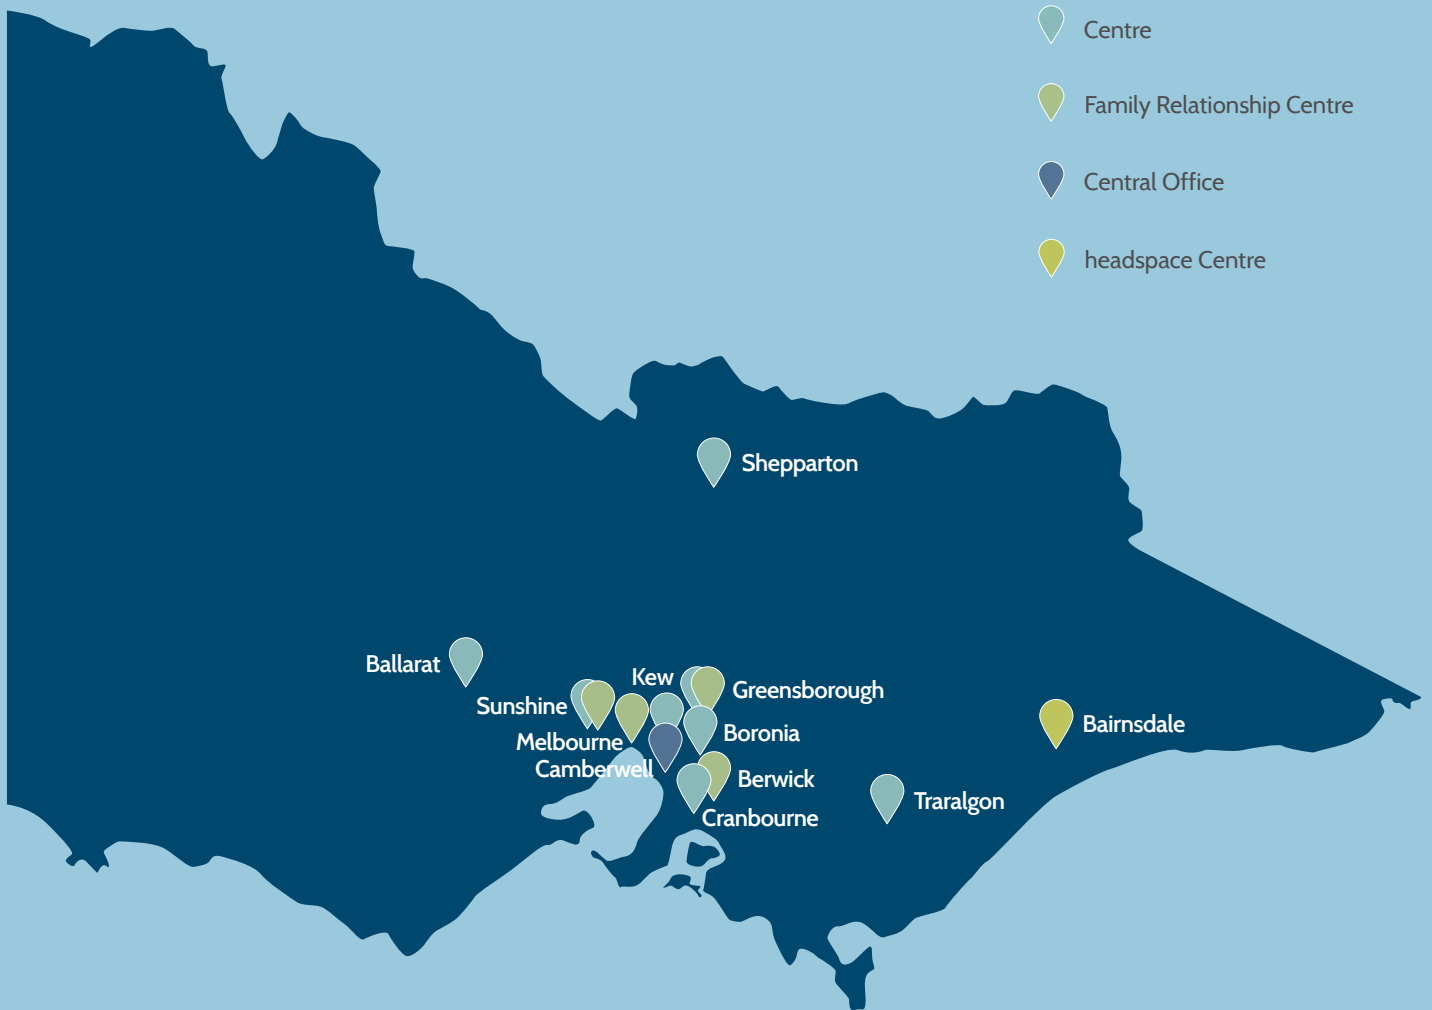 Centre
Family Relationship Centre
Central Office
headspace Centre
Shepparton
Ballarat
Kew
Greensborough
Sunshine
Bairnsdale
Boronia
Melbourne
Camberwell
Berwick
Traralgon
Cranbourne